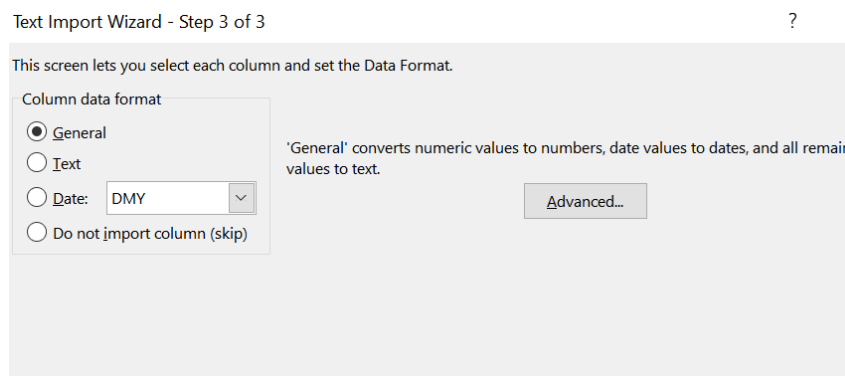 Text Import Wizard - Step 3 of 3 ?
This screen lets you select each column and set the Data Format.
Column data format
General
Text
Date: DMY
Do not import column (skip)
'General' converts numeric values to numbers, date values to dates, and all
values to text.
Advanced...